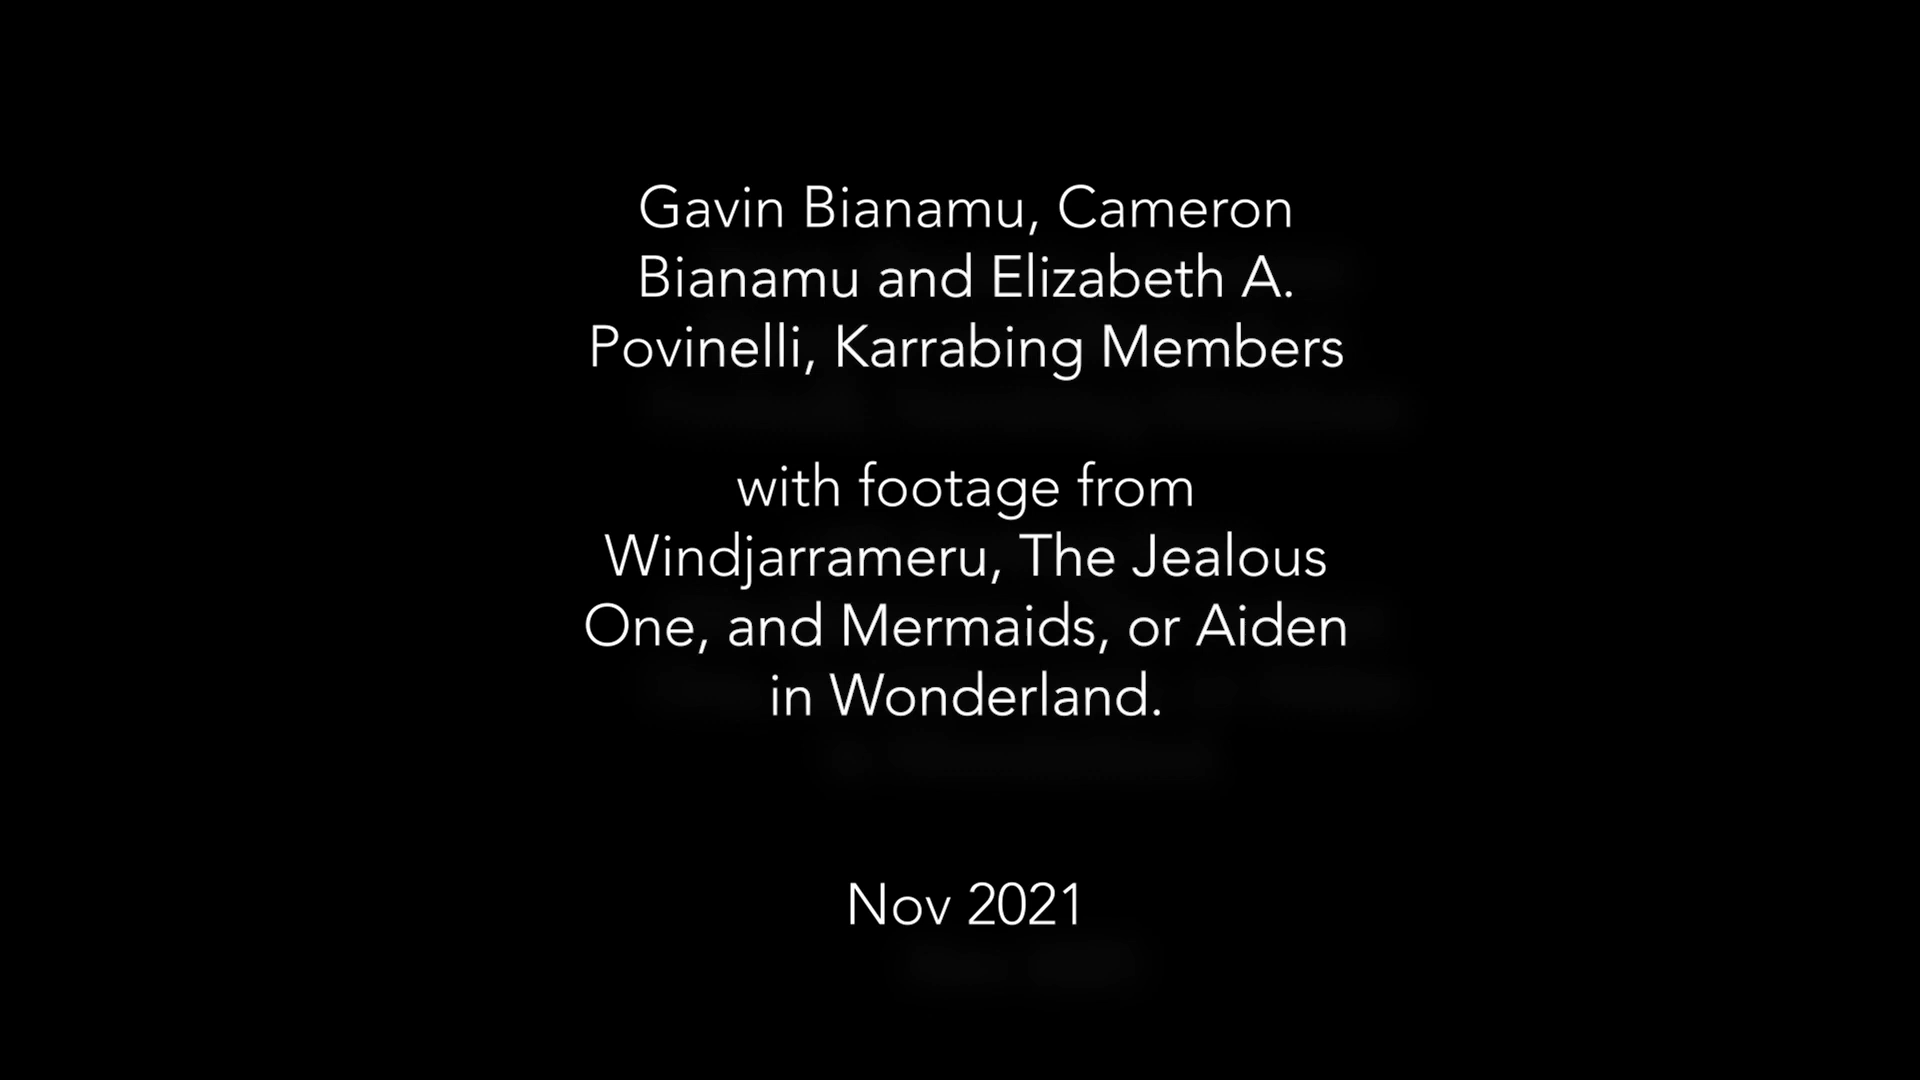 Gavin Bianamu, Cameron
Bianamu and Elizabeth A.
Povinelli, Karrabing Members
with footage from
Windjarrameru, The Jealous
One, and Mermaids, or Aiden
in Wonderland.
Nov 2021